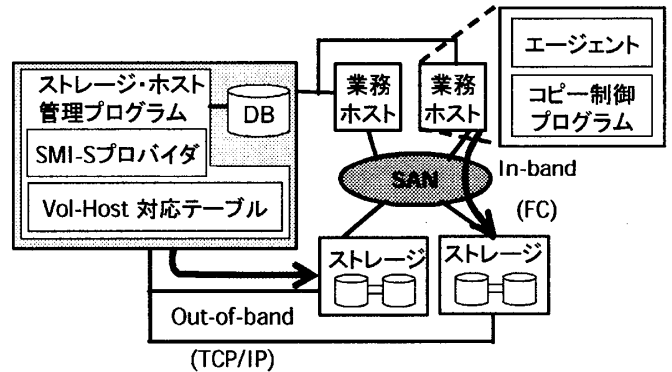 ストレージ・ホスト
管理プログラム
DB
SMI-Sプロバイダ
Vol-Host 対応テーブル
業務
ホスト
業務
ホスト
エージェント
コピー制御
プログラム
SAN
In-band
(FC)
ストレージ
ストレージ
Out-of-band
(TCP/IP)